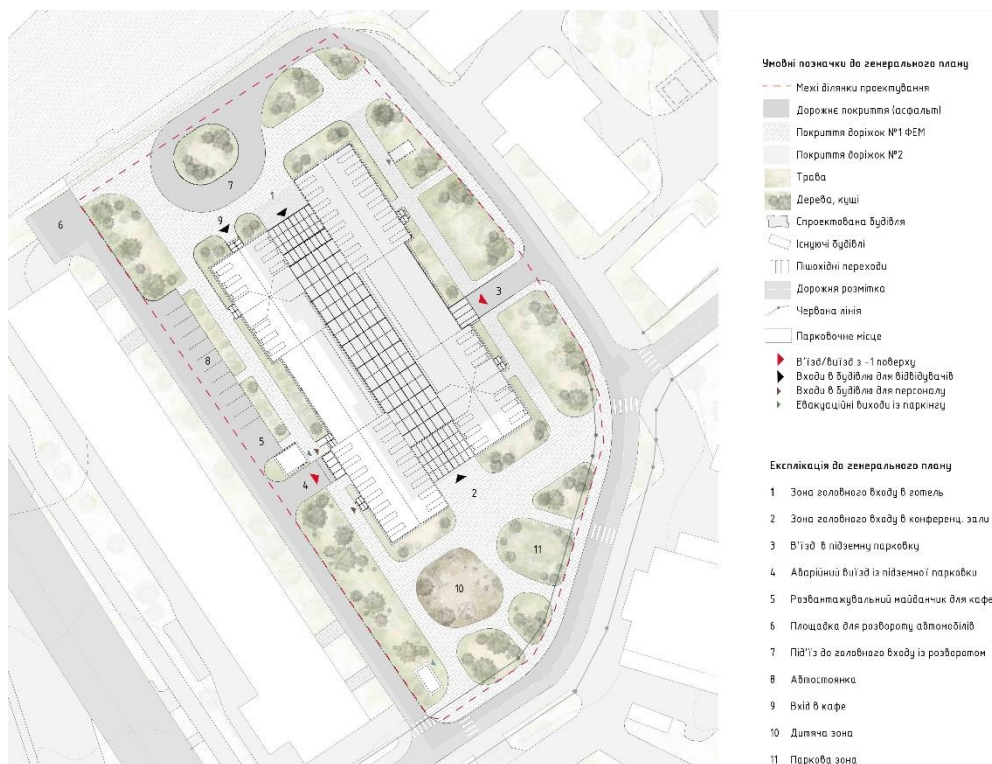 Умовні позначки до генерального плану
Межі ділянки проектування
Дорожнє покриття (асфальт)
Покриття доріжок №1 ФЕМ
Покриття доріжок №2
Трава
Дерева, кущі
Спроектована будівля
Існуючі будівлі
Пішохідні переходи
Дорожня розмітка
Червона лінія
Парковочне місце
В'їзд/виїзд з -1 поверху
Входи в будівлю для відвідувачів
Входи в будівлю для персоналу
Евакуаційні виходи із паркінгу
Експлікація до генерального плану
1 Зона головного входу в готель
2 Зона головного входу в конференц. зали
3 В'їзд в підземну парковку
4 Аварійний виїзд із підземної парковки
5 Розвантажувальний майданчик для кафе
6 Площадка для розвороту автомобілів
7 Під'їз до головного входу із розворотом
8 Автостоянка
9 Вхід в кафе
10 Дитяча зона
11 Паркова зона
7
1
9
6
3
8
5
4
2
11
10